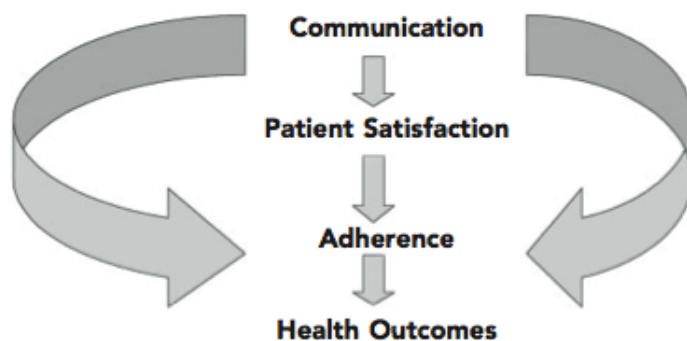 Communication
Patient Satisfaction
Adherence
Health Outcomes